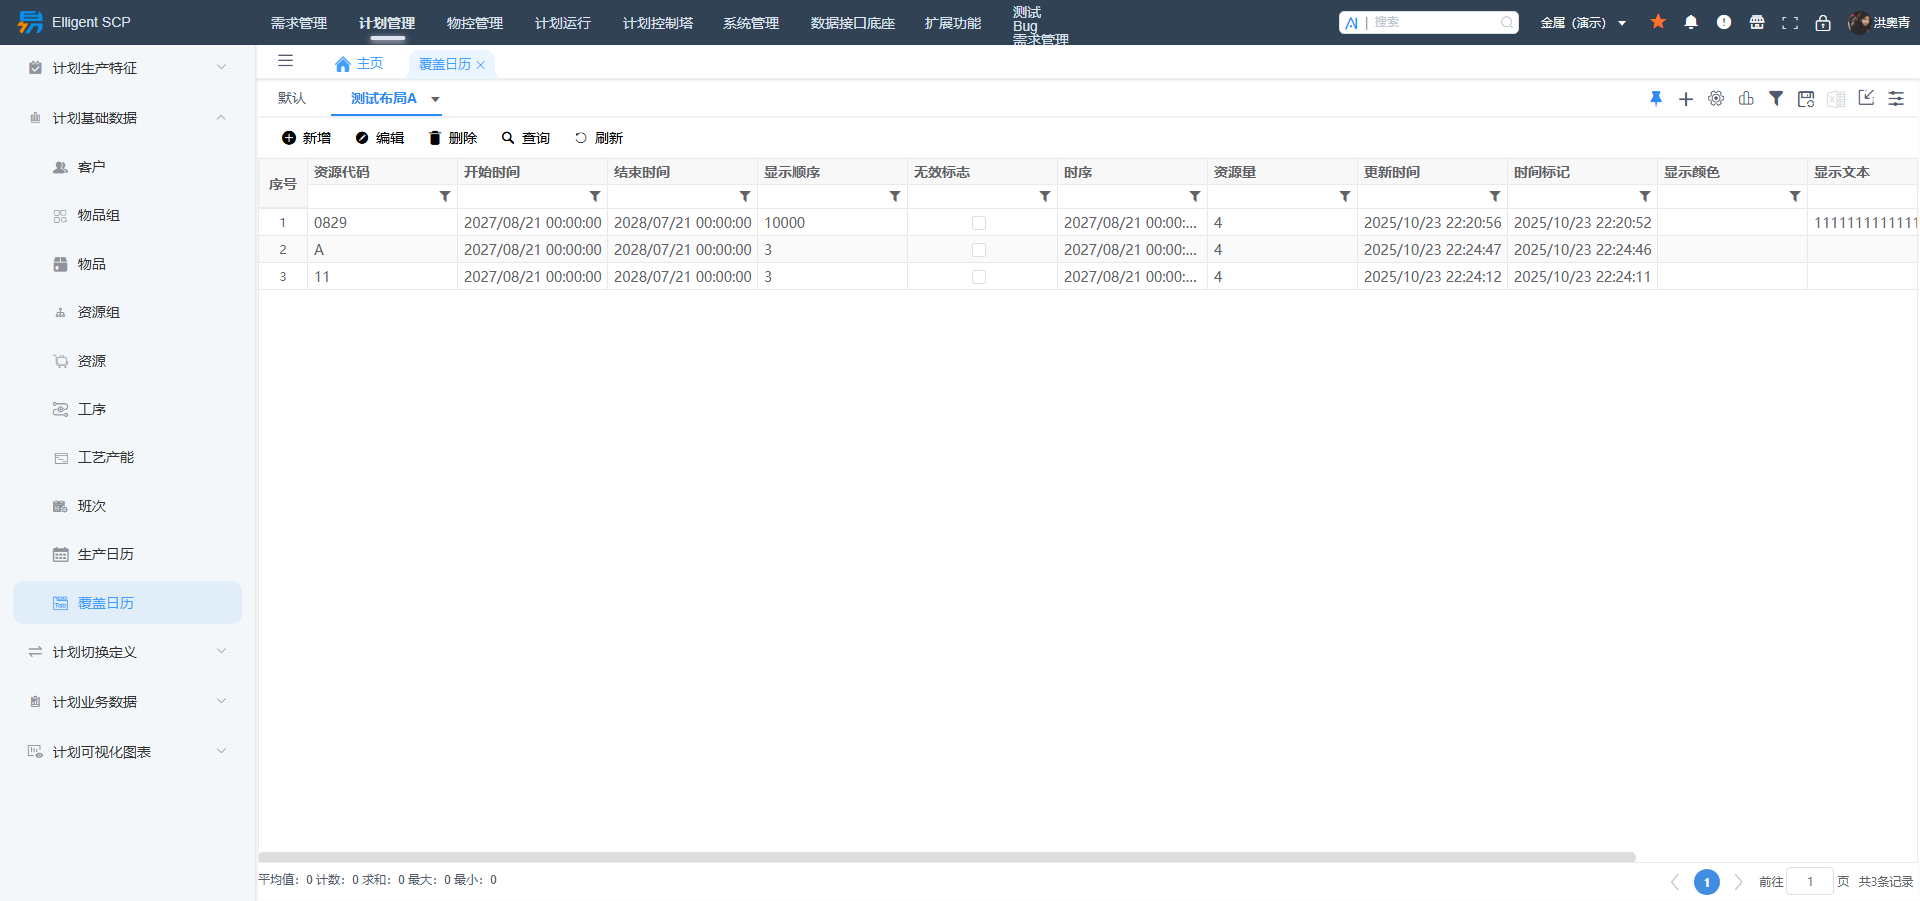 易 Elligent SCP
需求管理 计划管理 物控管理 计划运行 计划控制塔 系统管理 数据接口底座 扩展功能
测试
Bug
需求管理
AI | 搜索 金属（演示） 洪奥青
计划生产特征
计划基础数据
客户
物品组
物品
资源组
资源
工序
工艺产能
班次
生产日历
覆盖日历
计划切换定义
计划业务数据
计划可视化图表
主页 覆盖日历
默认 测试布局A
新增 编辑 删除 查询 刷新
序号 资源代码 开始时间 结束时间 显示顺序 无效标志 时序 资源量 更新时间 时间标记 显示颜色 显示文本
1 0829 2027/08/21 00:00:00 2028/07/21 00:00:00 10000 2027/08/21 00:00:... 4 2025/10/23 22:20:56 2025/10/23 22:20:52 1111111111111
2 A 2027/08/21 00:00:00 2028/07/21 00:00:00 3 2027/08/21 00:00:... 4 2025/10/23 22:24:47 2025/10/23 22:24:46
3 11 2027/08/21 00:00:00 2028/07/21 00:00:00 3 2027/08/21 00:00:... 4 2025/10/23 22:24:12 2025/10/23 22:24:11
平均值：0 计数：0 求和：0 最大：0 最小：0
1 前往 1 页 共3条记录